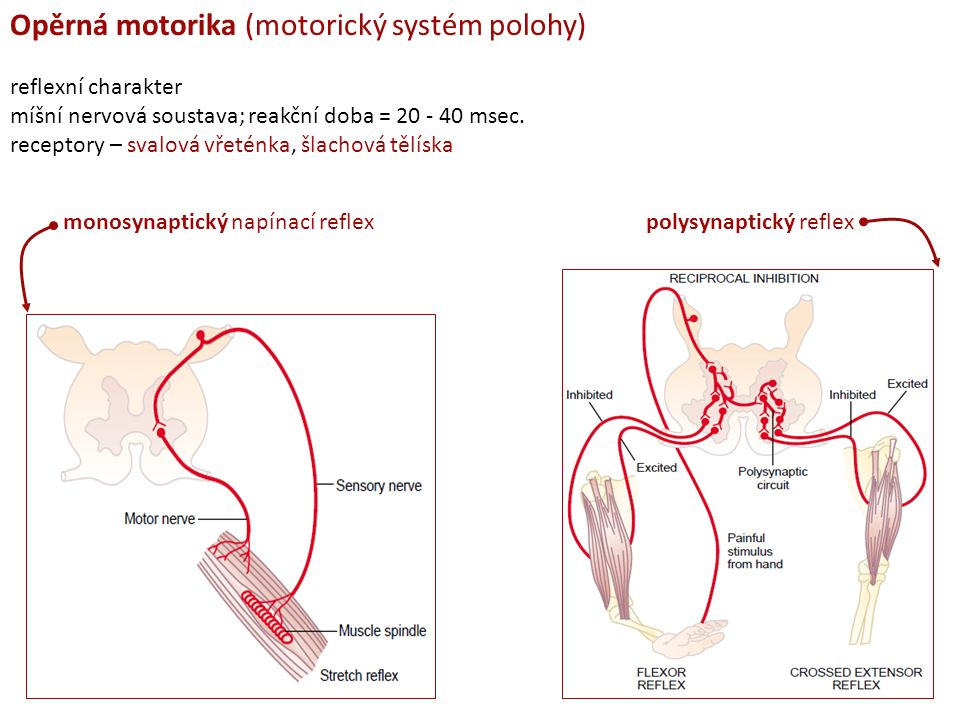 Opěrná motorika (motorický systém polohy)
reflexní charakter
míšní nervová soustava; reakční doba = 20 - 40 msec.
receptory – svalová vřeténka, šlachová tělíska
monosynaptický napínací reflex
polysynaptický reflex
Sensory nerve
Motor nerve
Muscle spindle
Stretch reflex
RECIPROCAL INHIBITION
Inhibited
Excited
Inhibited
Excited
Polysynaptic
circuit
Painful
stimulus
from hand
FLEXOR
REFLEX
CROSSED EXTENSOR
REFLEX